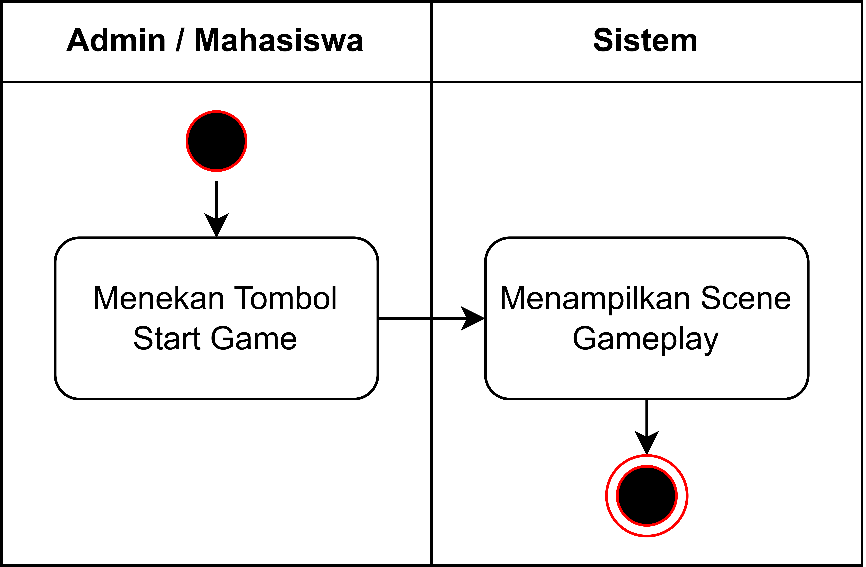 Admin / Mahasiswa
Sistem
Menekan Tombol
Start Game
Menampilkan Scene
Gameplay